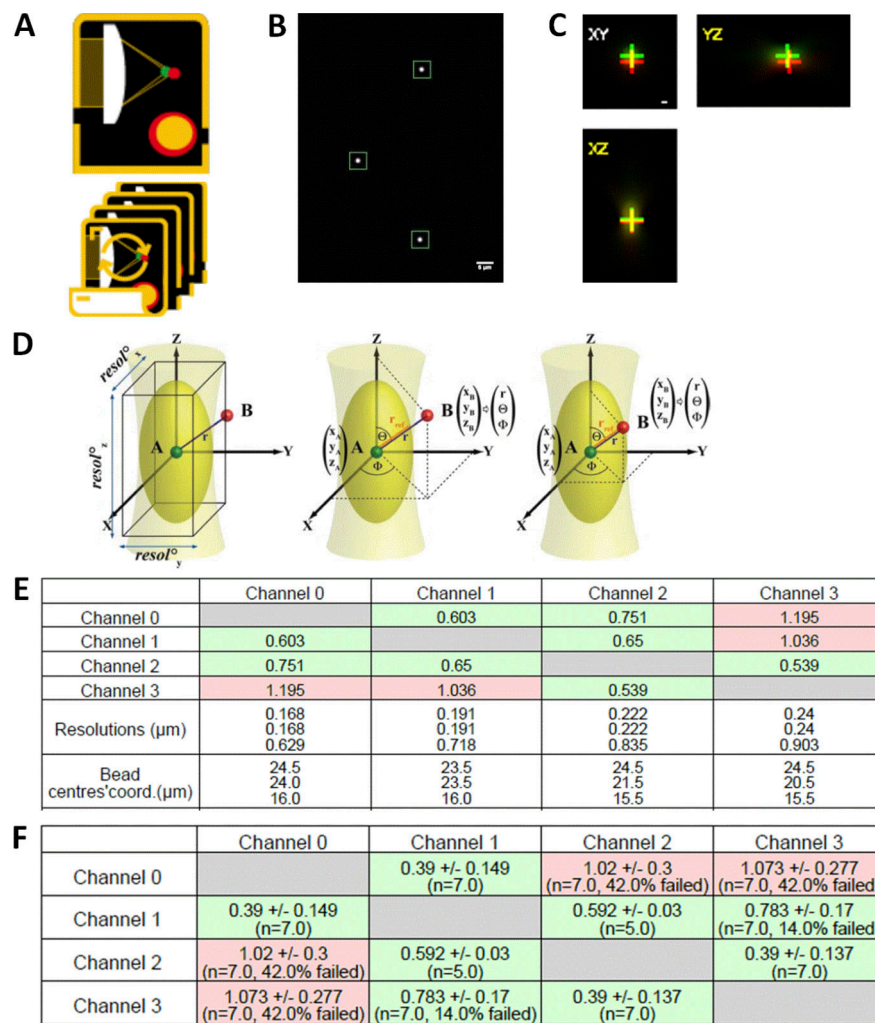 A
B
C
5 μm
XY
YZ
XZ
D
resol°x
resol°z
resol°y
Z
B
A
r
Y
X
Z
B
(xB yB zB) ⇨ (r Θ Φ)
(xA yA zA)
A
rref
Θ
r
Φ
Y
X
Z
B
(xB yB zB) ⇨ (r Θ Φ)
(xA yA zA)
A
rref
Θ
r
Φ
Y
X
E
Channel 0 Channel 1 Channel 2 Channel 3
Channel 0 0.603 0.751 1.195
Channel 1 0.603 0.65 1.036
Channel 2 0.751 0.65 0.539
Channel 3 1.195 1.036 0.539
Resolutions (μm)
0.168 0.191 0.222 0.24
0.168 0.191 0.222 0.24
0.629 0.718 0.835 0.903
Bead
centres'coord.(μm)
24.5 23.5 24.5 24.5
24.0 23.5 21.5 20.5
16.0 16.0 15.5 15.5
F
Channel 0 Channel 1 Channel 2 Channel 3
Channel 0
0.39 +/- 0.149 1.02 +/- 0.3 1.073 +/- 0.277
(n=7.0) (n=7.0, 42.0% failed) (n=7.0, 42.0% failed)
Channel 1
0.39 +/- 0.149 0.592 +/- 0.03 0.783 +/- 0.17
(n=7.0) (n=5.0) (n=7.0, 14.0% failed)
Channel 2
1.02 +/- 0.3 0.592 +/- 0.03 0.39 +/- 0.137
(n=7.0, 42.0% failed) (n=5.0) (n=7.0)
Channel 3
1.073 +/- 0.277 0.783 +/- 0.17 0.39 +/- 0.137
(n=7.0, 42.0% failed) (n=7.0, 14.0% failed) (n=7.0)